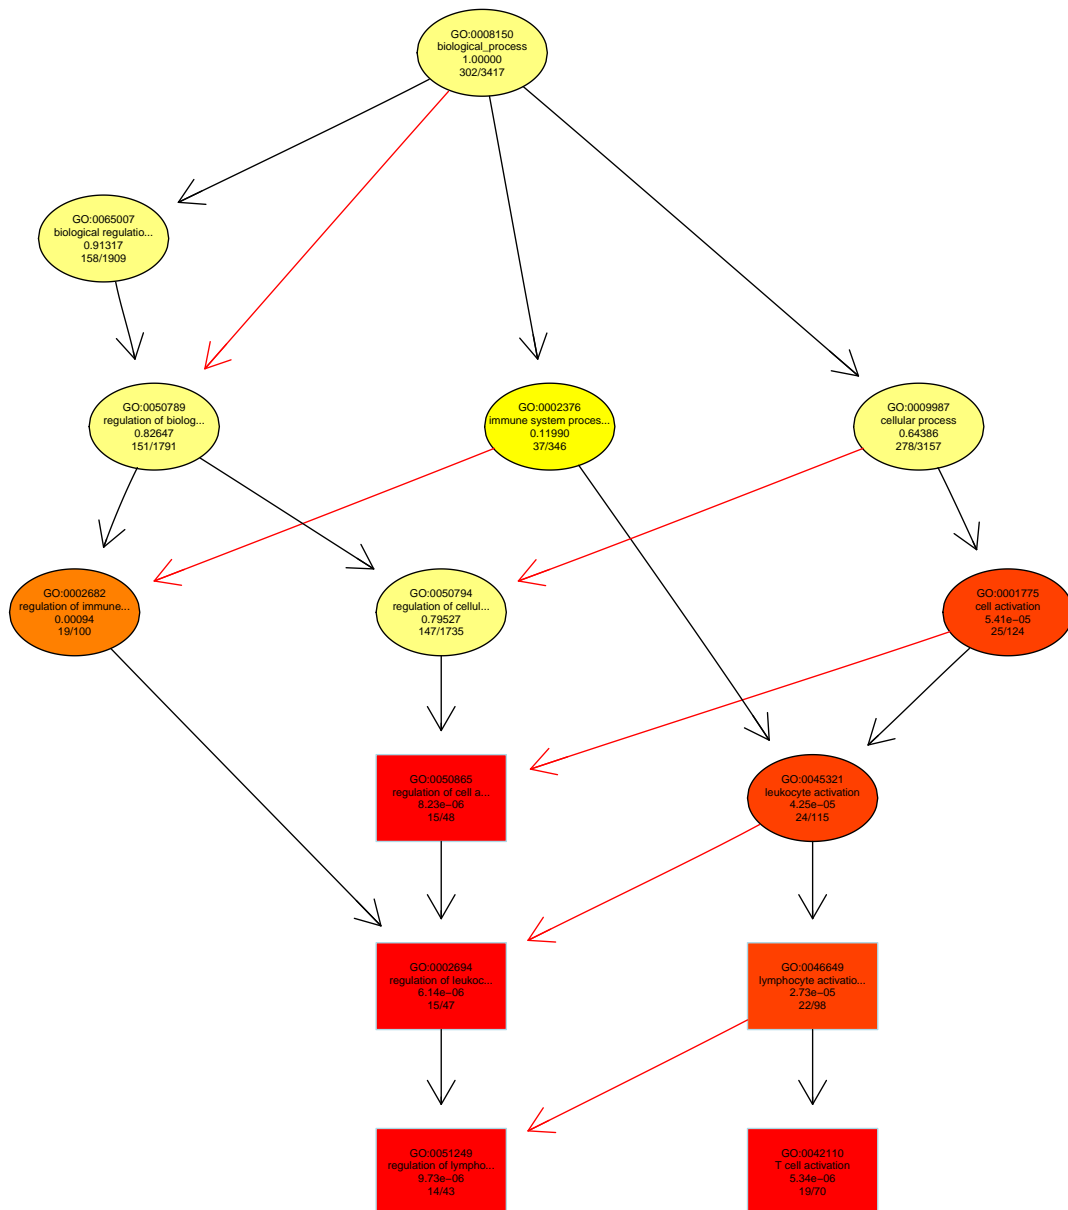 GO:0008150
biological_process
1.00000
302/3417
GO:0065007
biological regulatio...
0.91317
158/1909
GO:0050789
regulation of biolog...
0.82647
151/1791
GO:0002376
immune system proces...
0.11990
37/346
GO:0009987
cellular process
0.64386
278/3157
GO:0002682
regulation of immune...
0.00094
19/100
GO:0050794
regulation of cellul...
0.79527
147/1735
GO:0001775
cell activation
5.41e−05
25/124
GO:0050865
regulation of cell a...
8.23e−06
15/48
GO:0045321
leukocyte activation
4.25e−05
24/115
GO:0002694
regulation of leukoc...
6.14e−06
15/47
GO:0046649
lymphocyte activatio...
2.73e−05
22/98
GO:0051249
regulation of lympho...
9.73e−06
14/43
GO:0042110
T cell activation
5.34e−06
19/70